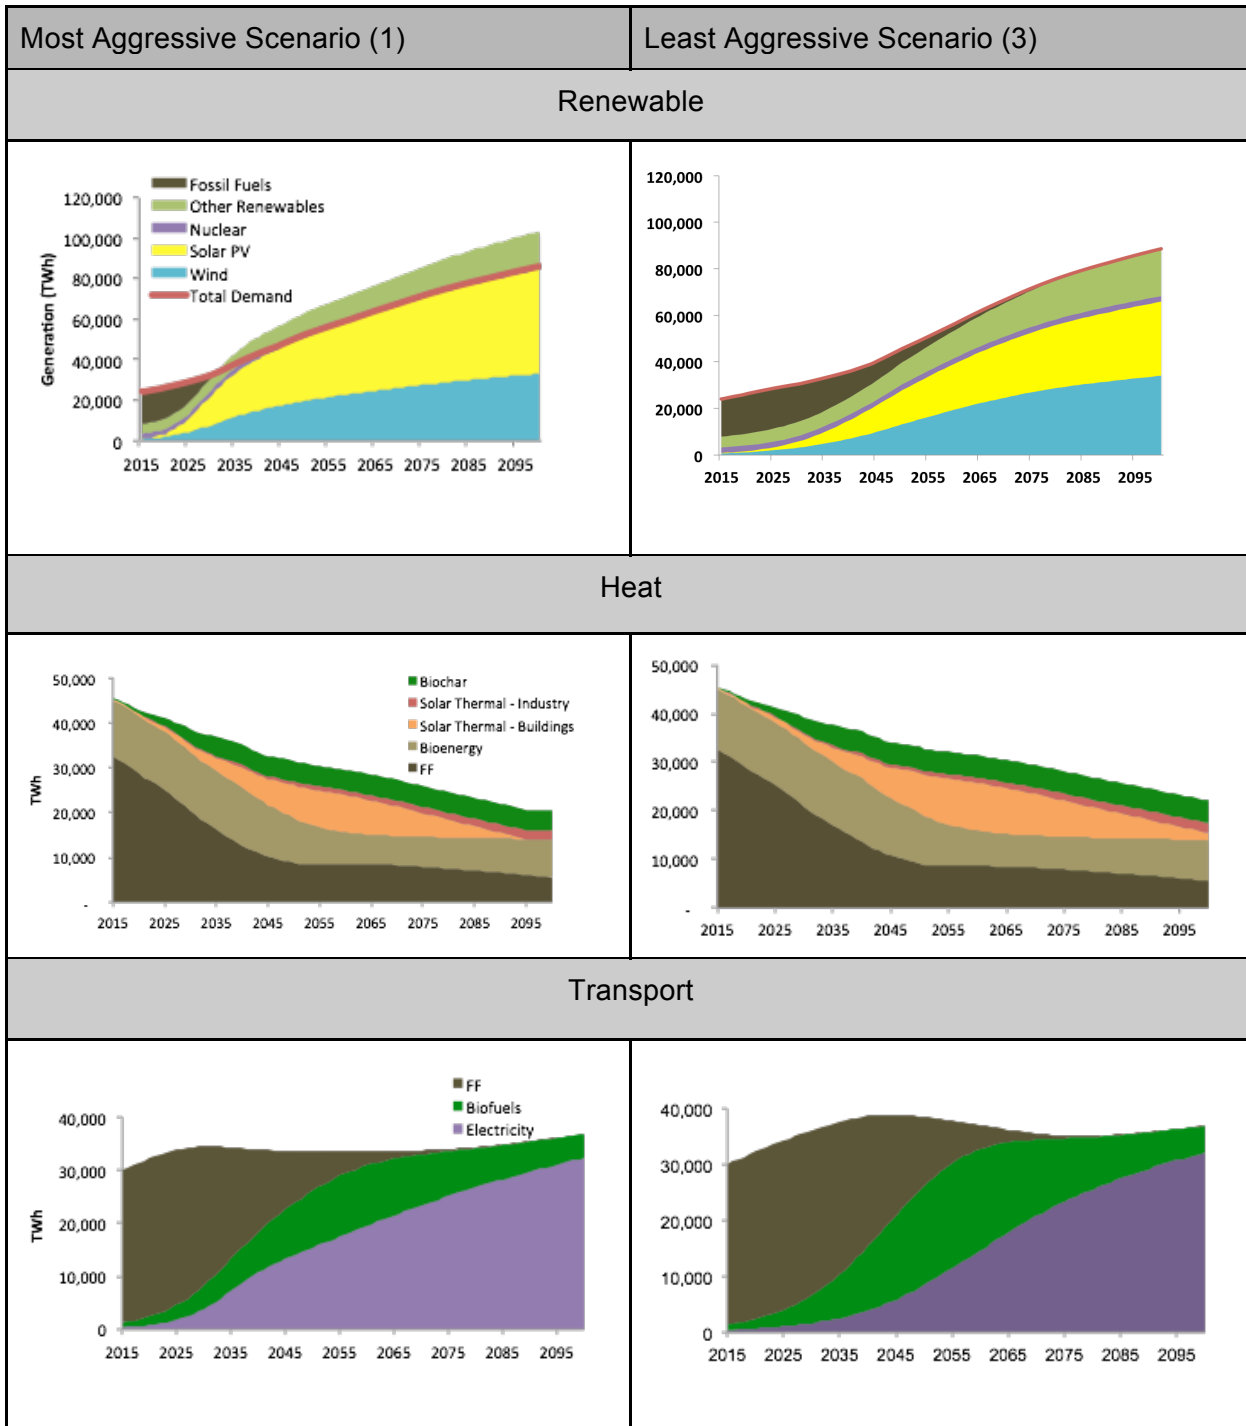 Most Aggressive Scenario (1)
Least Aggressive Scenario (3)
Renewable
Fossil Fuels
Other Renewables
Nuclear
Solar PV
Wind
Total Demand
Generation (TWh)
120,000
100,000
80,000
60,000
40,000
20,000
0
2015 2025 2035 2045 2055 2065 2075 2085 2095
120,000
100,000
80,000
60,000
40,000
20,000
0
2015 2025 2035 2045 2055 2065 2075 2085 2095
Heat
Biochar
Solar Thermal - Industry
Solar Thermal - Buildings
Bioenergy
FF
TWh
50,000
40,000
30,000
20,000
10,000
-
2015 2025 2035 2045 2055 2065 2075 2085 2095
50,000
40,000
30,000
20,000
10,000
-
2015 2025 2035 2045 2055 2065 2075 2085 2095
Transport
FF
Biofuels
Electricity
TWh
40,000
30,000
20,000
10,000
0
2015 2025 2035 2045 2055 2065 2075 2085 2095
40,000
30,000
20,000
10,000
0
2015 2025 2035 2045 2055 2065 2075 2085 2095